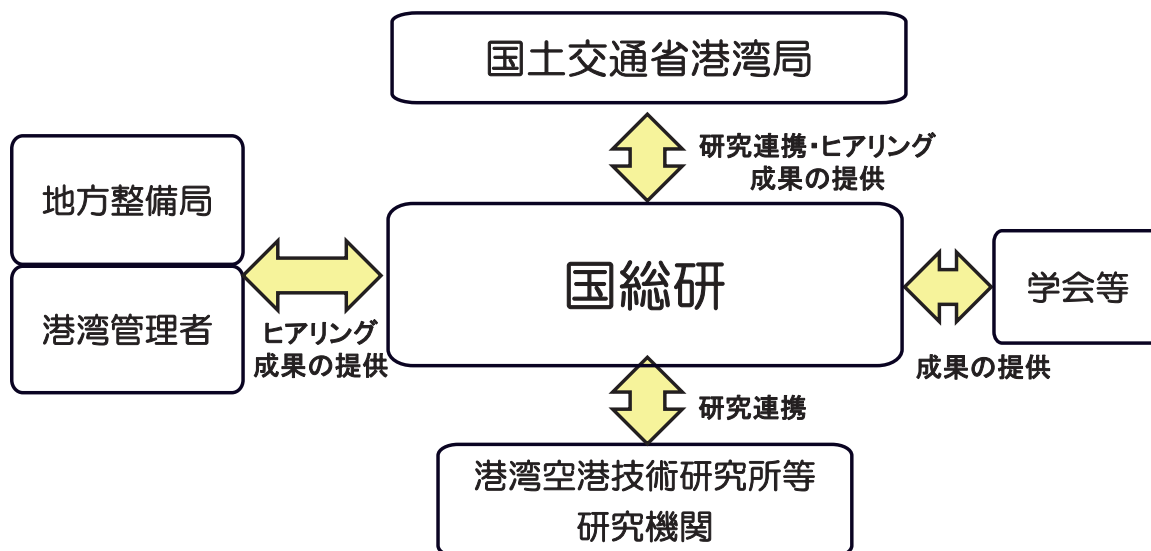 国土交通省港湾局
研究連携・ヒアリング
成果の提供
地方整備局
港湾管理者
ヒアリング
成果の提供
国総研
学会等
成果の提供
研究連携
港湾空港技術研究所等
研究機関